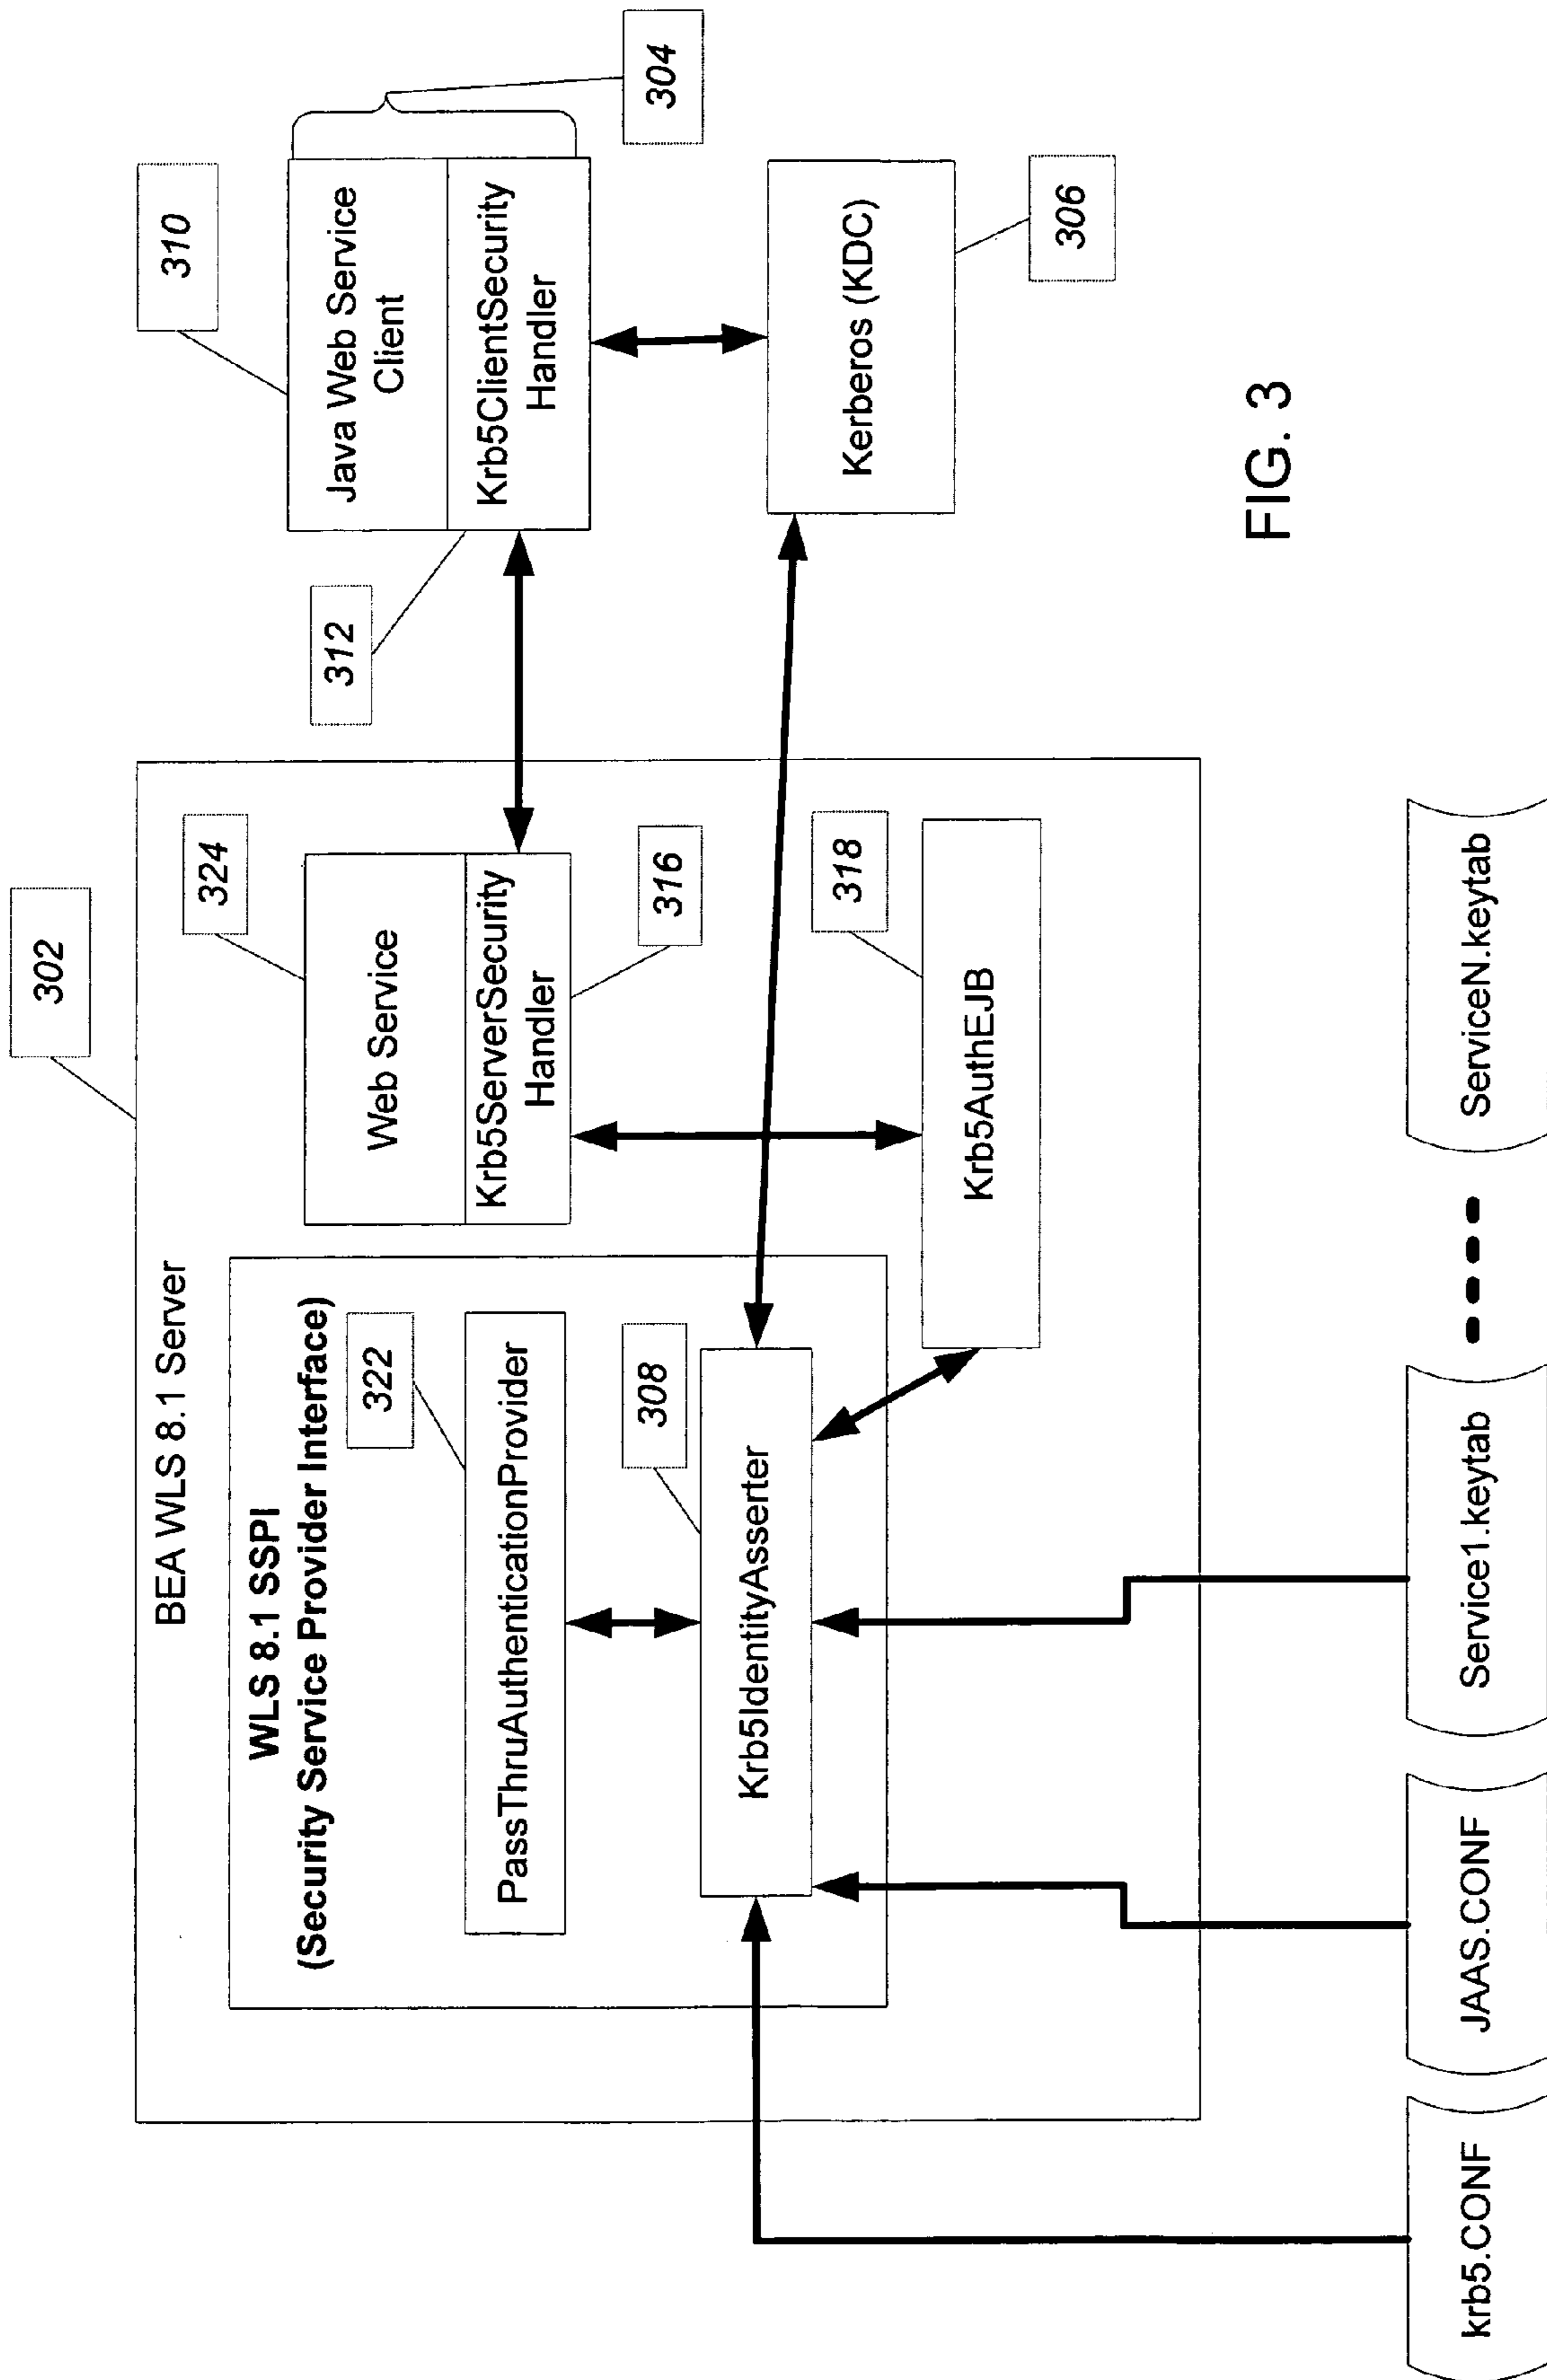 302
BEA WLS 8.1 Server
WLS 8.1 SSPI
(Security Service Provider Interface)
322
PassThruAuthenticationProvider
308
Krb5IdentityAsserter
324
Web Service
Krb5ServerSecurity
Handler
316
318
Krb5AuthEJB
310
Java Web Service
Client
Krb5ClientSecurity
Handler
304
312
Kerberos (KDC)
306
krb5.CONF
JAAS.CONF
Service1.keytab
ServiceN.keytab
FIG. 3